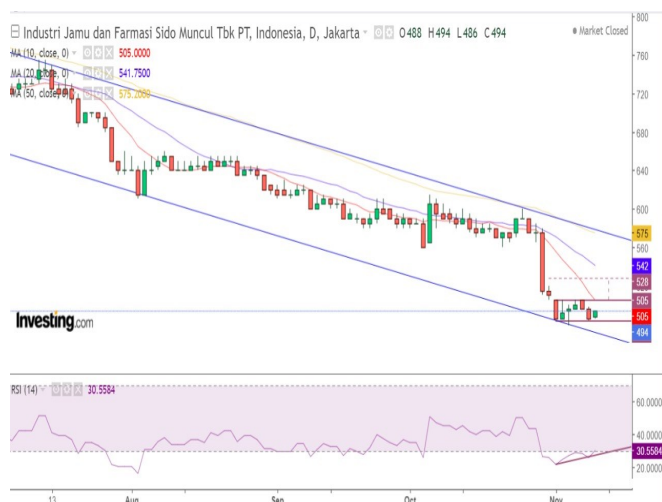 Industri Jamu dan Farmasi Sido Muncul Tbk PT, Indonesia, D, Jakarta O488 H494 L486 C494
Market Closed
MA (10, close, 0) 505.0000
MA (20, close, 0) 541.7500
MA (50, close, 0) 575.2000
800
760
720
680
640
600
575
560
542
528
505
505
494
Investing.com
RSI (14) 30.5584
60.0000
30.5584
20.0000
13 Aug Sep Oct Nov